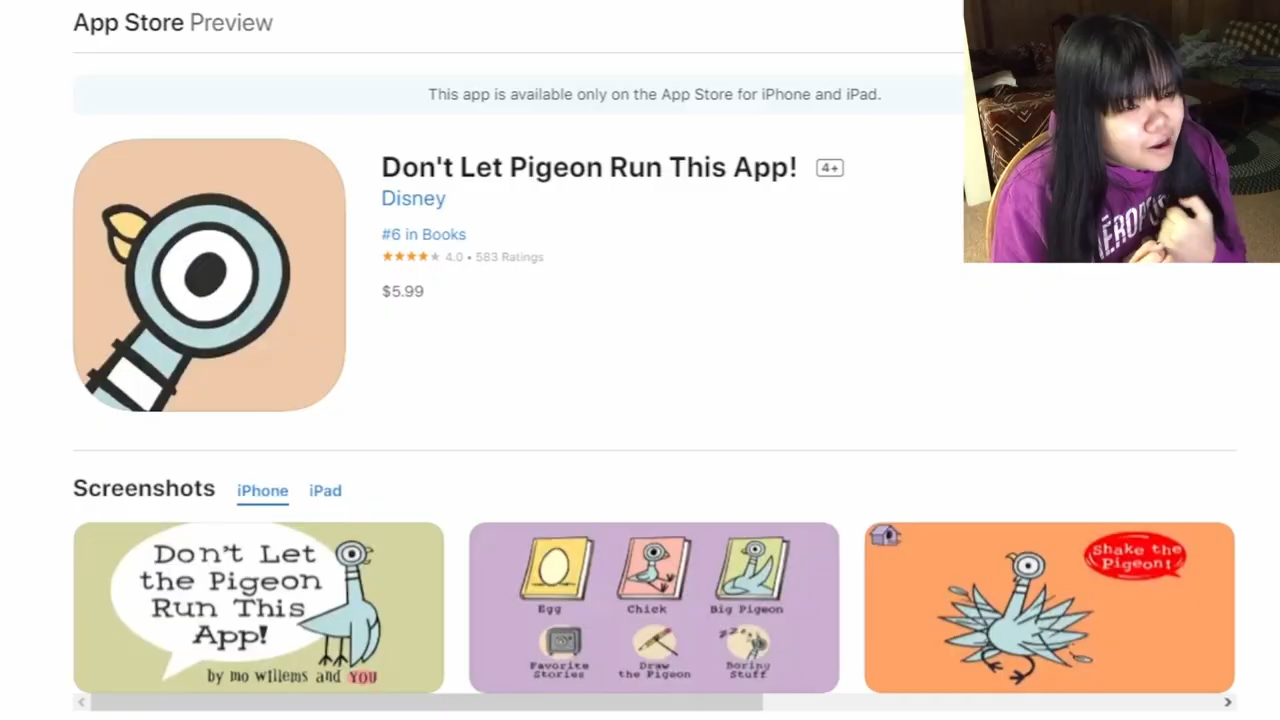 App Store Preview
This app is available only on the App Store for iPhone and iPad.
Don't Let Pigeon Run This App! 4+
Disney
#6 in Books
4.0 • 583 Ratings
$5.99
Screenshots iPhone iPad
Don't Let
the Pigeon
Run This
App!
by mo willems and YOU
Egg Chick Big Pigeon
Favorite
Stories
Draw
the Pigeon
zzzz
Boring
Stuff
Shake the
Pigeon!